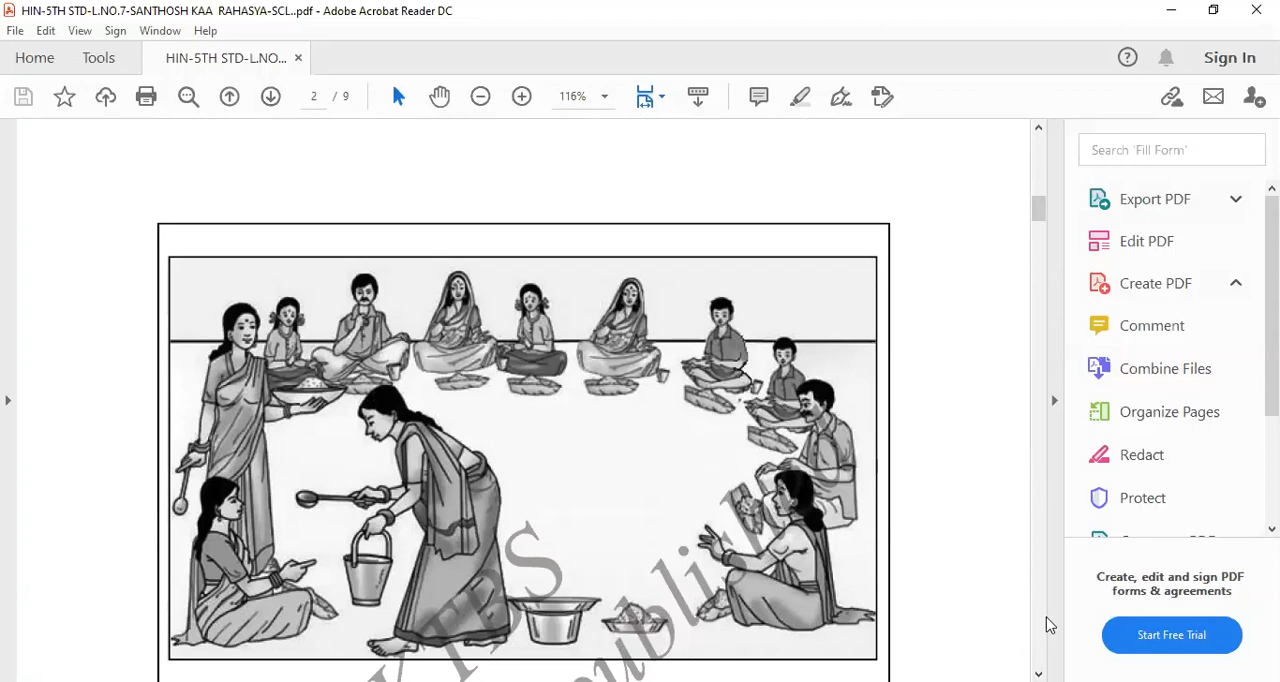 HIN-5TH STD-L.NO.7-SANTHOSH KAA  RAHASYA-SCL..pdf - Adobe Acrobat Reader DC
File Edit View Sign Window Help
Home Tools HIN-5TH STD-L.NO... × Sign In
2 / 9 116%
Search 'Fill Form'
Export PDF
Edit PDF
Create PDF
Comment
Combine Files
Organize Pages
Redact
Protect
Create, edit and sign PDF
forms & agreements
Start Free Trial
KTBS
publishe